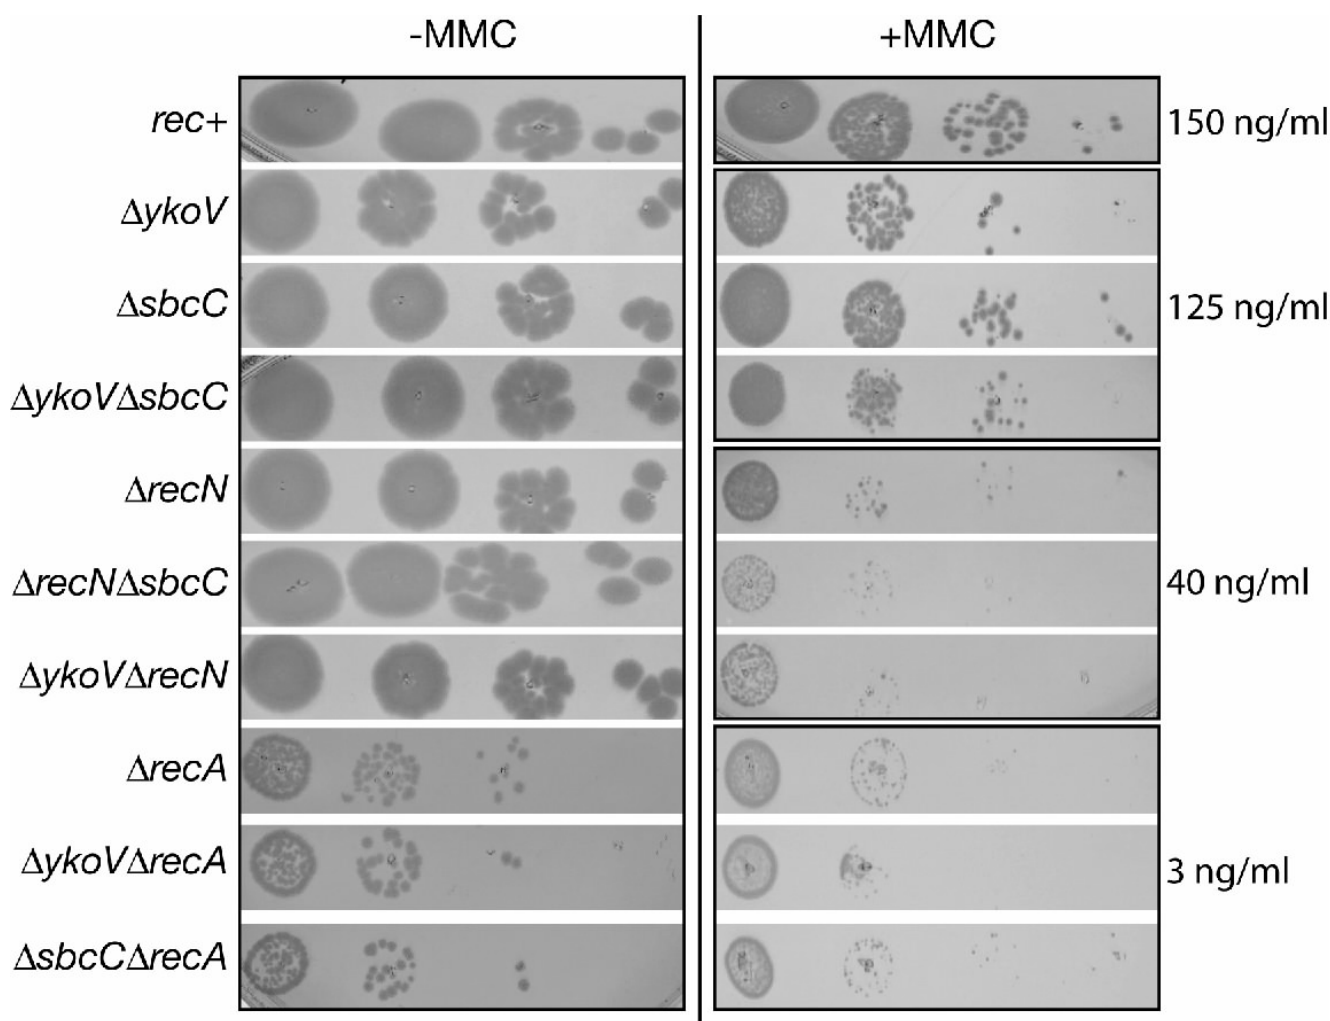 -MMC +MMC
rec+ 150 ng/ml
ΔykoV
ΔsbcC 125 ng/ml
ΔykoVΔsbcC
ΔrecN
ΔrecNΔsbcC 40 ng/ml
ΔykoVΔrecN
ΔrecA
ΔykoVΔrecA 3 ng/ml
ΔsbcCΔrecA